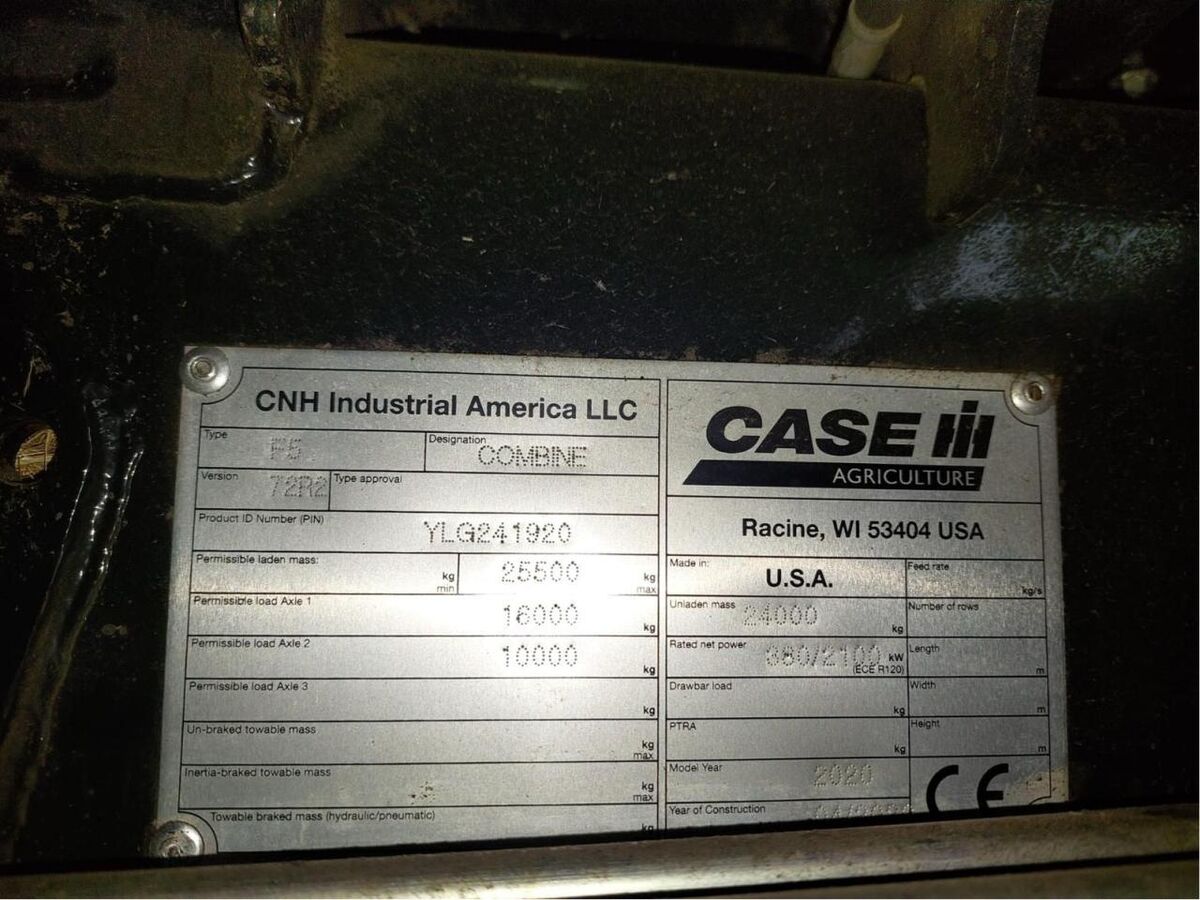 CNH Industrial America LLC
Type F5
Designation COMBINE
Version 72R2
Type approval
Product ID Number (PIN) YLG241920
Permissible laden mass: kg min 25500 kg max
Permissible load Axle 1 16000 kg
Permissible load Axle 2 10000 kg
Permissible load Axle 3 kg
Un-braked towable mass kg max
Inertia-braked towable mass kg max
Towable braked mass (hydraulic/pneumatic) kg
CASE IH
AGRICULTURE
Racine, WI 53404 USA
Made in: U.S.A.
Feed rate kg/s
Unladen mass 24000 kg
Number of rows
Rated net power 380/2100 kW (ECE R120)
Length m
Drawbar load kg
Width m
PTRA kg
Height m
Model Year 2020
Year of Construction
CE